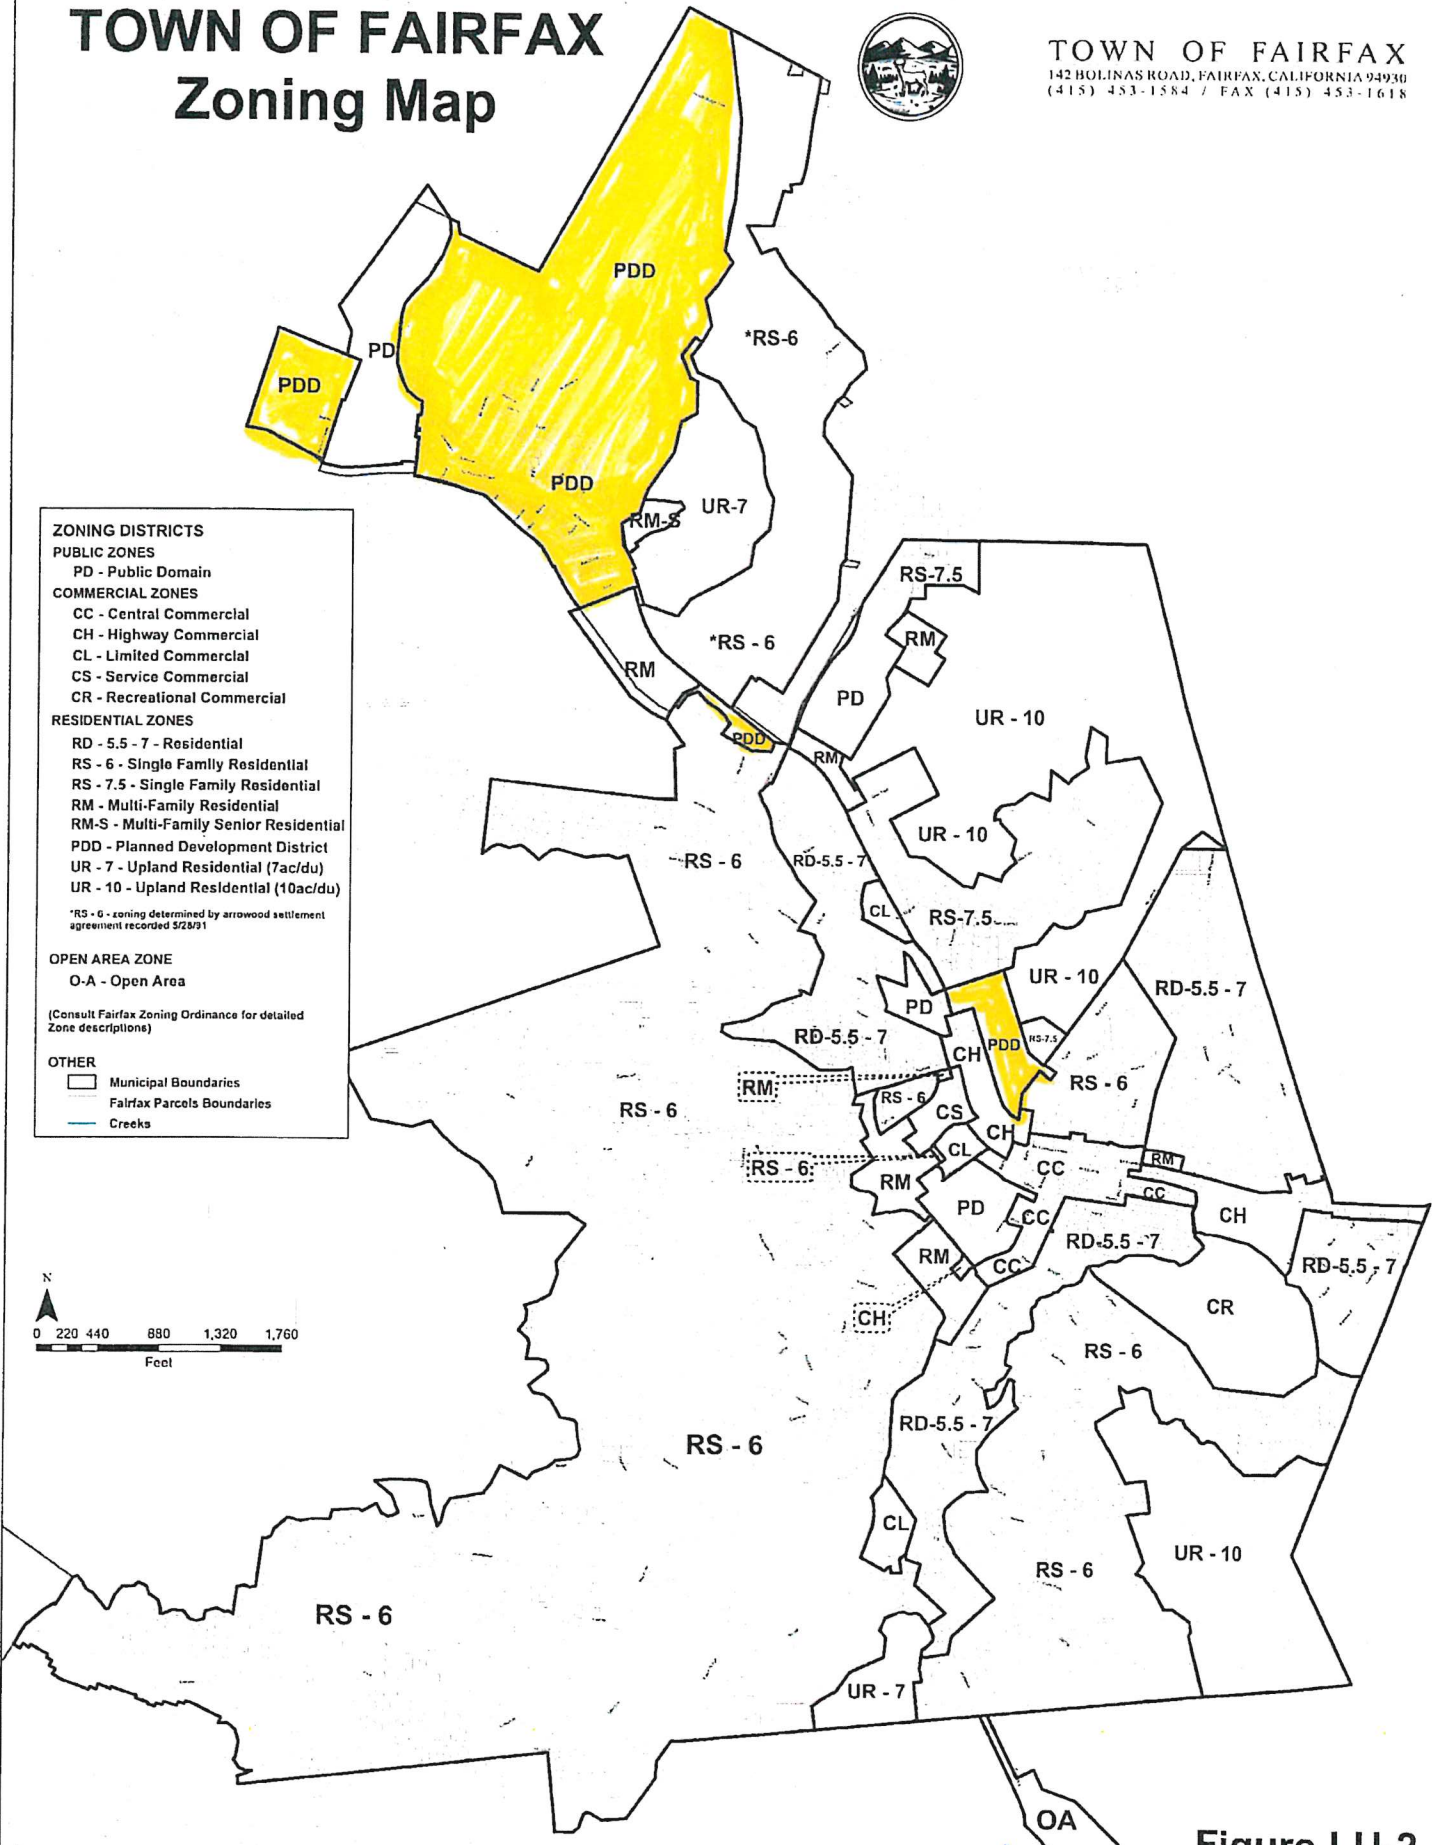 TOWN OF FAIRFAX
Zoning Map
TOWN OF FAIRFAX
142 BOLINAS ROAD, FAIRFAX, CALIFORNIA 94930
(415) 453-1584 / FAX (415) 453-1618
PDD
*RS-6
PD
PDD
PDD
UR-7
RM-S
ZONING DISTRICTS
PUBLIC ZONES
PD - Public Domain
COMMERCIAL ZONES
CC - Central Commercial
CH - Highway Commercial
CL - Limited Commercial
CS - Service Commercial
CR - Recreational Commercial
RESIDENTIAL ZONES
RD - 5.5 - 7 - Residential
RS - 6 - Single Family Residential
RS - 7.5 - Single Family Residential
RM - Multi-Family Residential
RM-S - Multi-Family Senior Residential
PDD - Planned Development District
UR - 7 - Upland Residential (7ac/du)
UR - 10 - Upland Residential (10ac/du)
*RS - 6 - zoning determined by arrowood settlement
agreement recorded 5/28/91
OPEN AREA ZONE
O-A - Open Area
(Consult Fairfax Zoning Ordinance for detailed
Zone descriptions)
OTHER
Municipal Boundaries
Fairfax Parcels Boundaries
Creeks
RS-7.5
RM
*RS - 6
RM
PD
UR - 10
PDD
RM
UR - 10
RS - 6
RD-5.5 - 7
CL
RS-7.5
UR - 10
RD-5.5 - 7
PD
RD-5.5 - 7
CH
PDD
RS-7.5
RM
RS - 6
RS - 6
RS - 6
CS
CH
CL
RS - 6
CC
RM
RM
CC
PD
CC
CH
RM
CC
RD-5.5 - 7
RD-5.5 - 7
CH
CR
RS - 6
N
0 220 440 880 1,320 1,760
Feet
RD-5.5 - 7
RS - 6
CL
RS - 6
UR - 10
RS - 6
UR - 7
OA